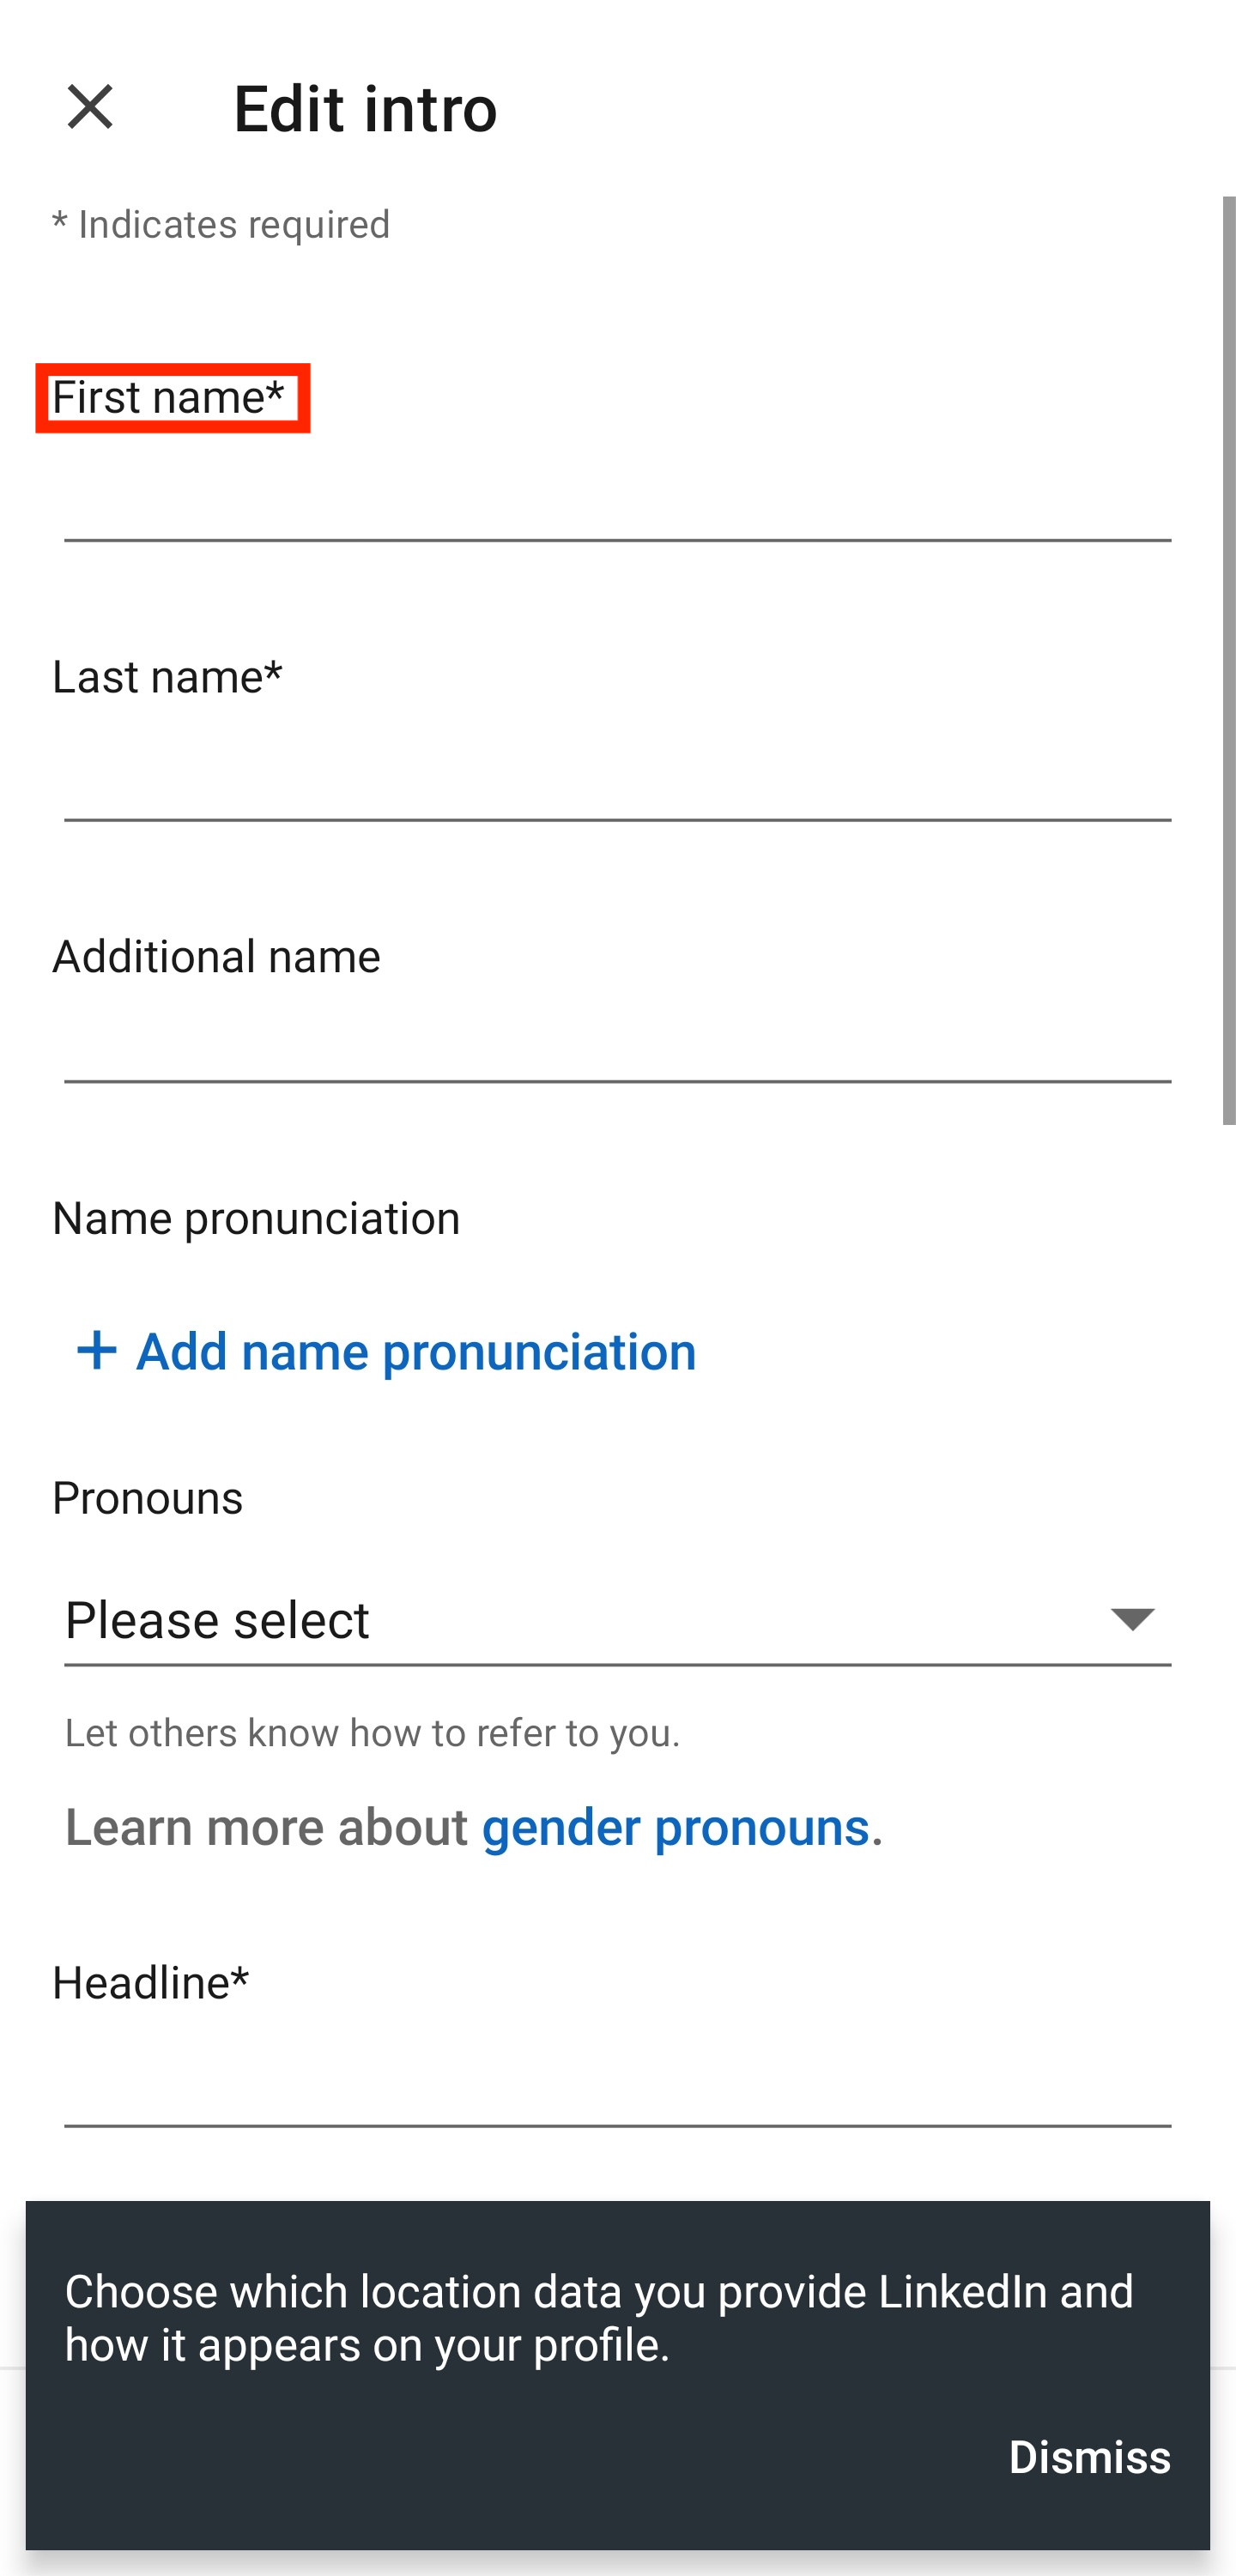 Edit intro
* Indicates required
First name*
Last name*
Additional name
Name pronunciation
+ Add name pronunciation
Pronouns
Please select
Let others know how to refer to you.
Learn more about gender pronouns.
Headline*
Choose which location data you provide LinkedIn and
how it appears on your profile.
Dismiss